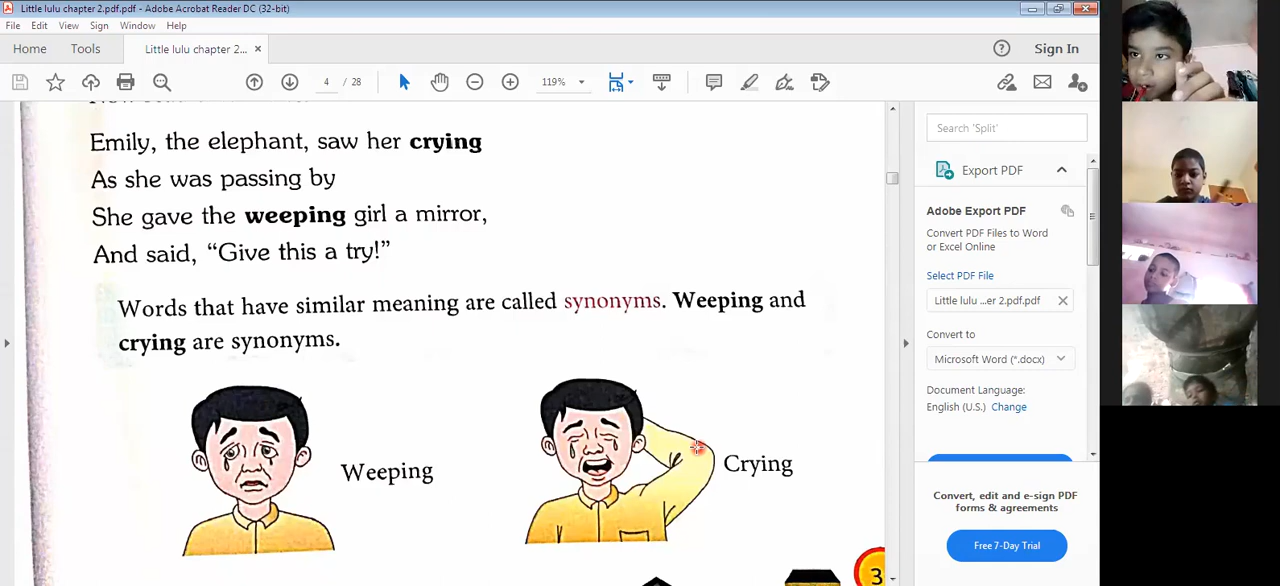 Little lulu chapter 2.pdf.pdf - Adobe Acrobat Reader DC (32-bit)
File Edit View Sign Window Help
Home Tools Little lulu chapter 2... × Sign In
4 / 28 119%
Emily, the elephant, saw her crying
As she was passing by
She gave the weeping girl a mirror,
And said, “Give this a try!”
Words that have similar meaning are called synonyms. Weeping and
crying are synonyms.
Weeping
Crying
3
Search 'Split'
Export PDF
Adobe Export PDF
Convert PDF Files to Word
or Excel Online
Select PDF File
Little lulu ...er 2.pdf.pdf
Convert to
Microsoft Word (*.docx)
Document Language:
English (U.S.) Change
Convert, edit and e-sign PDF
forms & agreements
Free 7-Day Trial